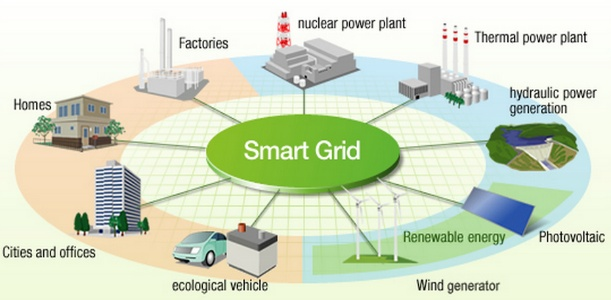 nuclear power plant
Factories
Thermal power plant
hydraulic power
generation
Homes
Smart Grid
Renewable energy
Photovoltaic
Cities and offices
ecological vehicle
Wind generator